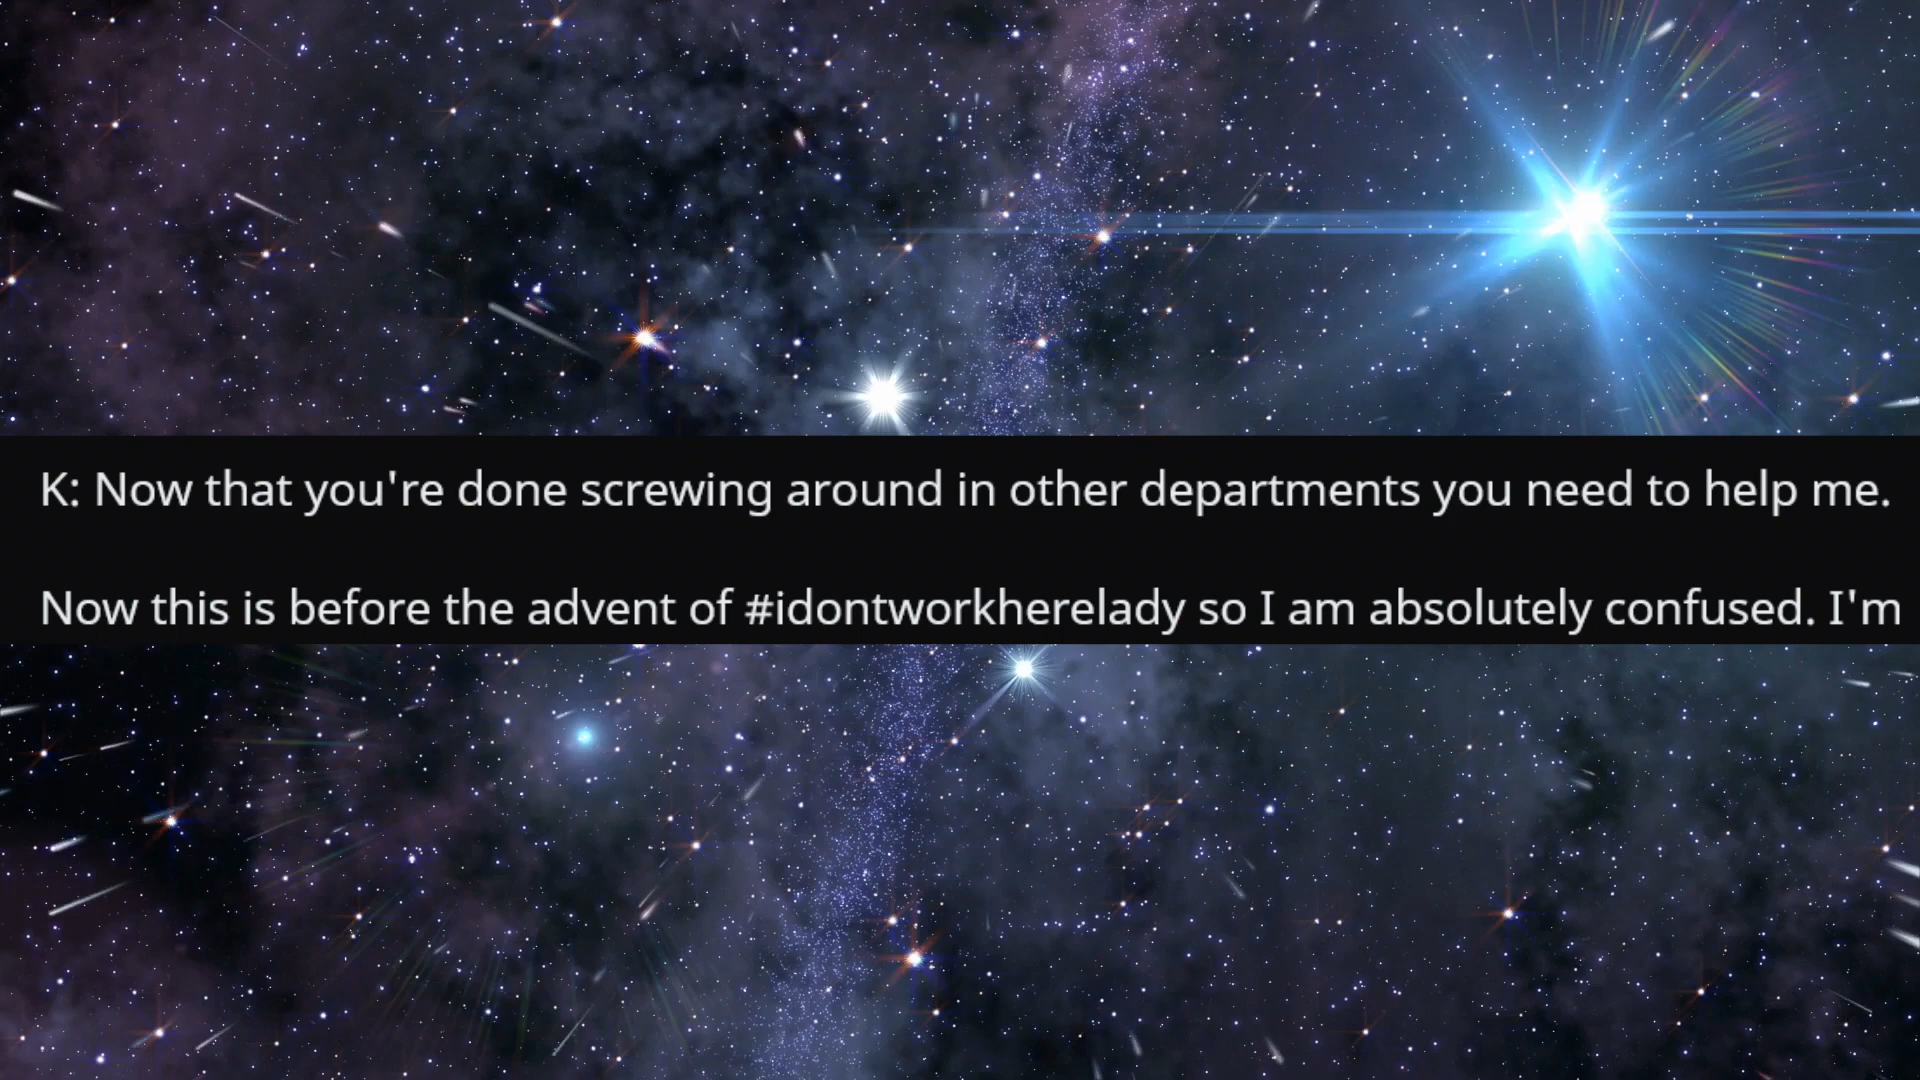 K: Now that you're done screwing around in other departments you need to help me.
Now this is before the advent of #idontworkherelady so I am absolutely confused. I'm